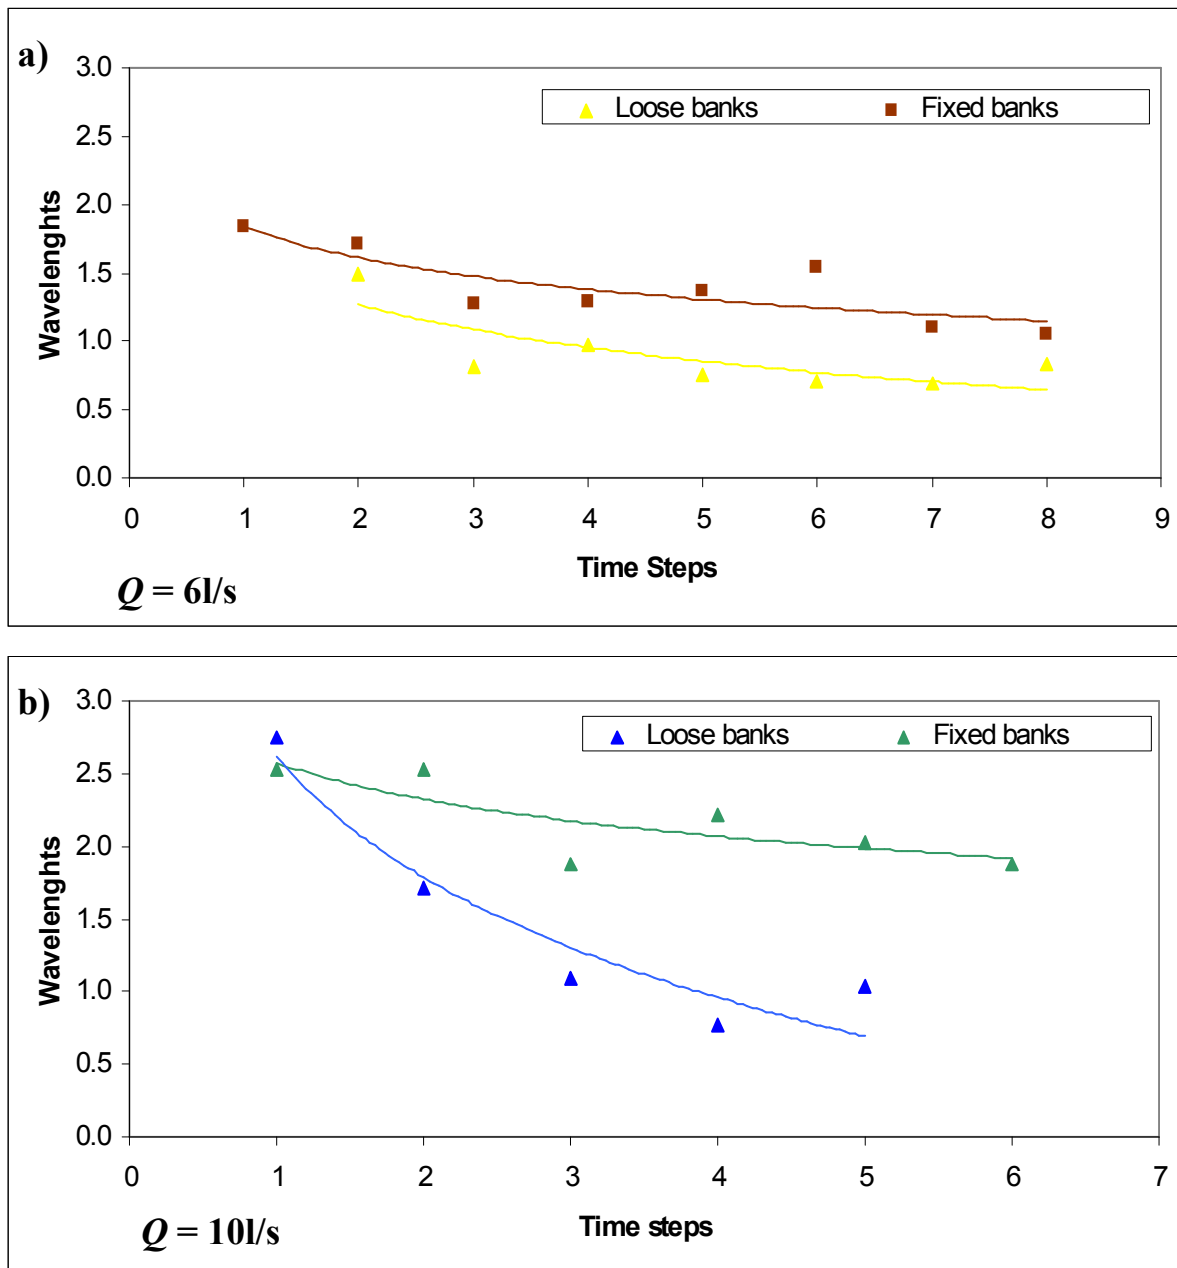 a)
3.0
Loose banks Fixed banks
2.5
2.0
1.5
1.0
0.5
0.0
Wavelenghts
0 1 2 3 4 5 6 7 8 9
Time Steps
Q = 6l/s
b)
3.0
Loose banks Fixed banks
2.5
2.0
1.5
1.0
0.5
0.0
Wavelenghts
0 1 2 3 4 5 6 7
Time steps
Q = 10l/s